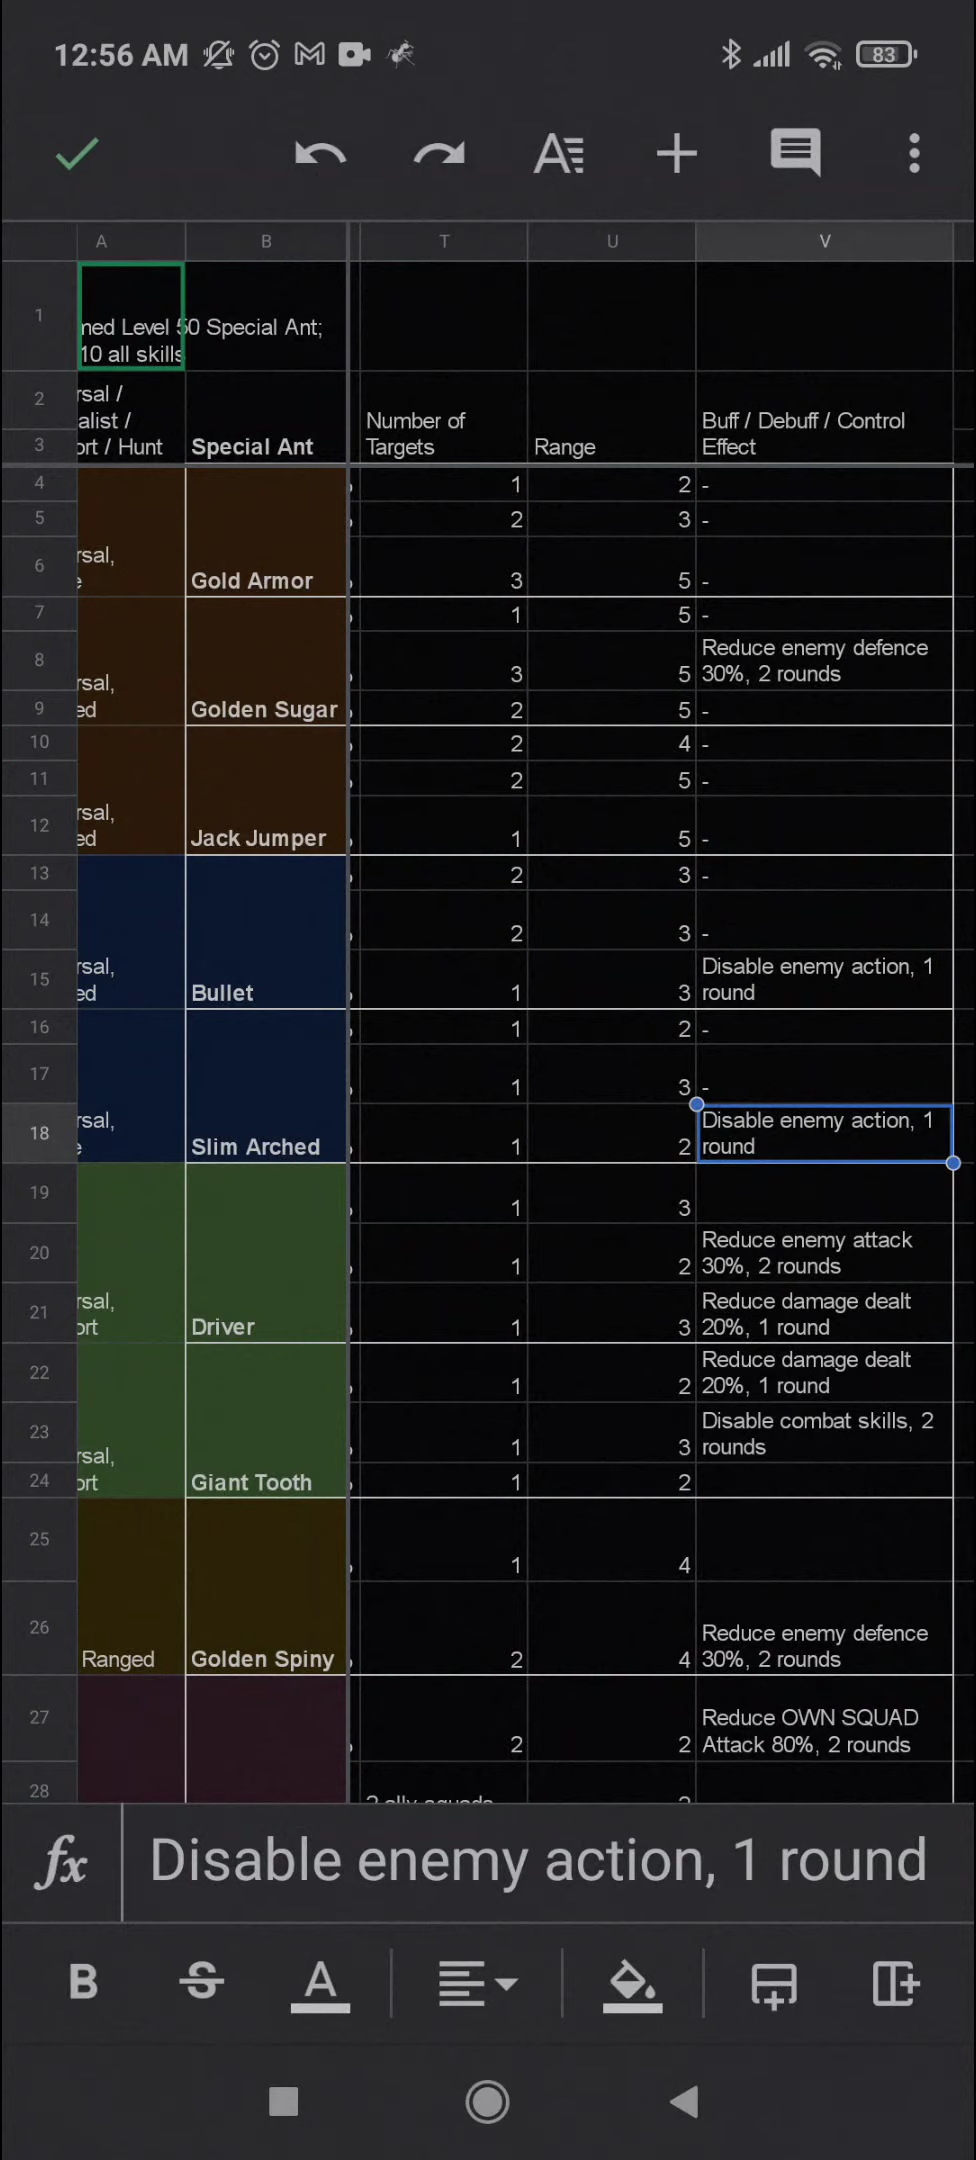 12:56 AM 83
A B T U V
1 med Level 50 Special Ant;
10 all skills
2 rsal /
alist / Number of Buff / Debuff / Control
3 ort / Hunt Special Ant Targets Range Effect
4 1 2 -
5 2 3 -
6 rsal,
Gold Armor 3 5 -
7 1 5 -
8 Reduce enemy defence
rsal, 3 5 30%, 2 rounds
9 ed Golden Sugar 2 5 -
10 2 4 -
11 2 5 -
12 rsal,
ed Jack Jumper 1 5 -
13 2 3 -
14 2 3 -
15 rsal, Disable enemy action, 1
ed Bullet 1 3 round
16 1 2 -
17 1 3 -
18 rsal, Disable enemy action, 1
Slim Arched 1 2 round
19 1 3
20 Reduce enemy attack
1 2 30%, 2 rounds
21 rsal, Reduce damage dealt
ort Driver 1 3 20%, 1 round
22 Reduce damage dealt
1 2 20%, 1 round
23 Disable combat skills, 2
rsal, 1 3 rounds
24 ort Giant Tooth 1 2
25 1 4
26 Reduce enemy defence
Ranged Golden Spiny 2 4 30%, 2 rounds
27 Reduce OWN SQUAD
2 2 Attack 80%, 2 rounds
28 2 ally squads 2
fx Disable enemy action, 1 round
B S A